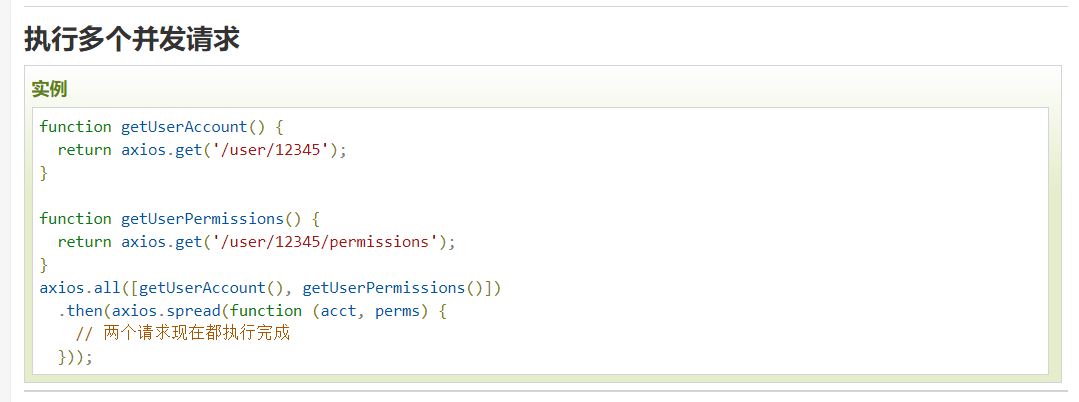 执行多个并发请求
实例
function getUserAccount() {
  return axios.get('/user/12345');
}

function getUserPermissions() {
  return axios.get('/user/12345/permissions');
}
axios.all([getUserAccount(), getUserPermissions()])
  .then(axios.spread(function (acct, perms) {
    // 两个请求现在都执行完成
  }));